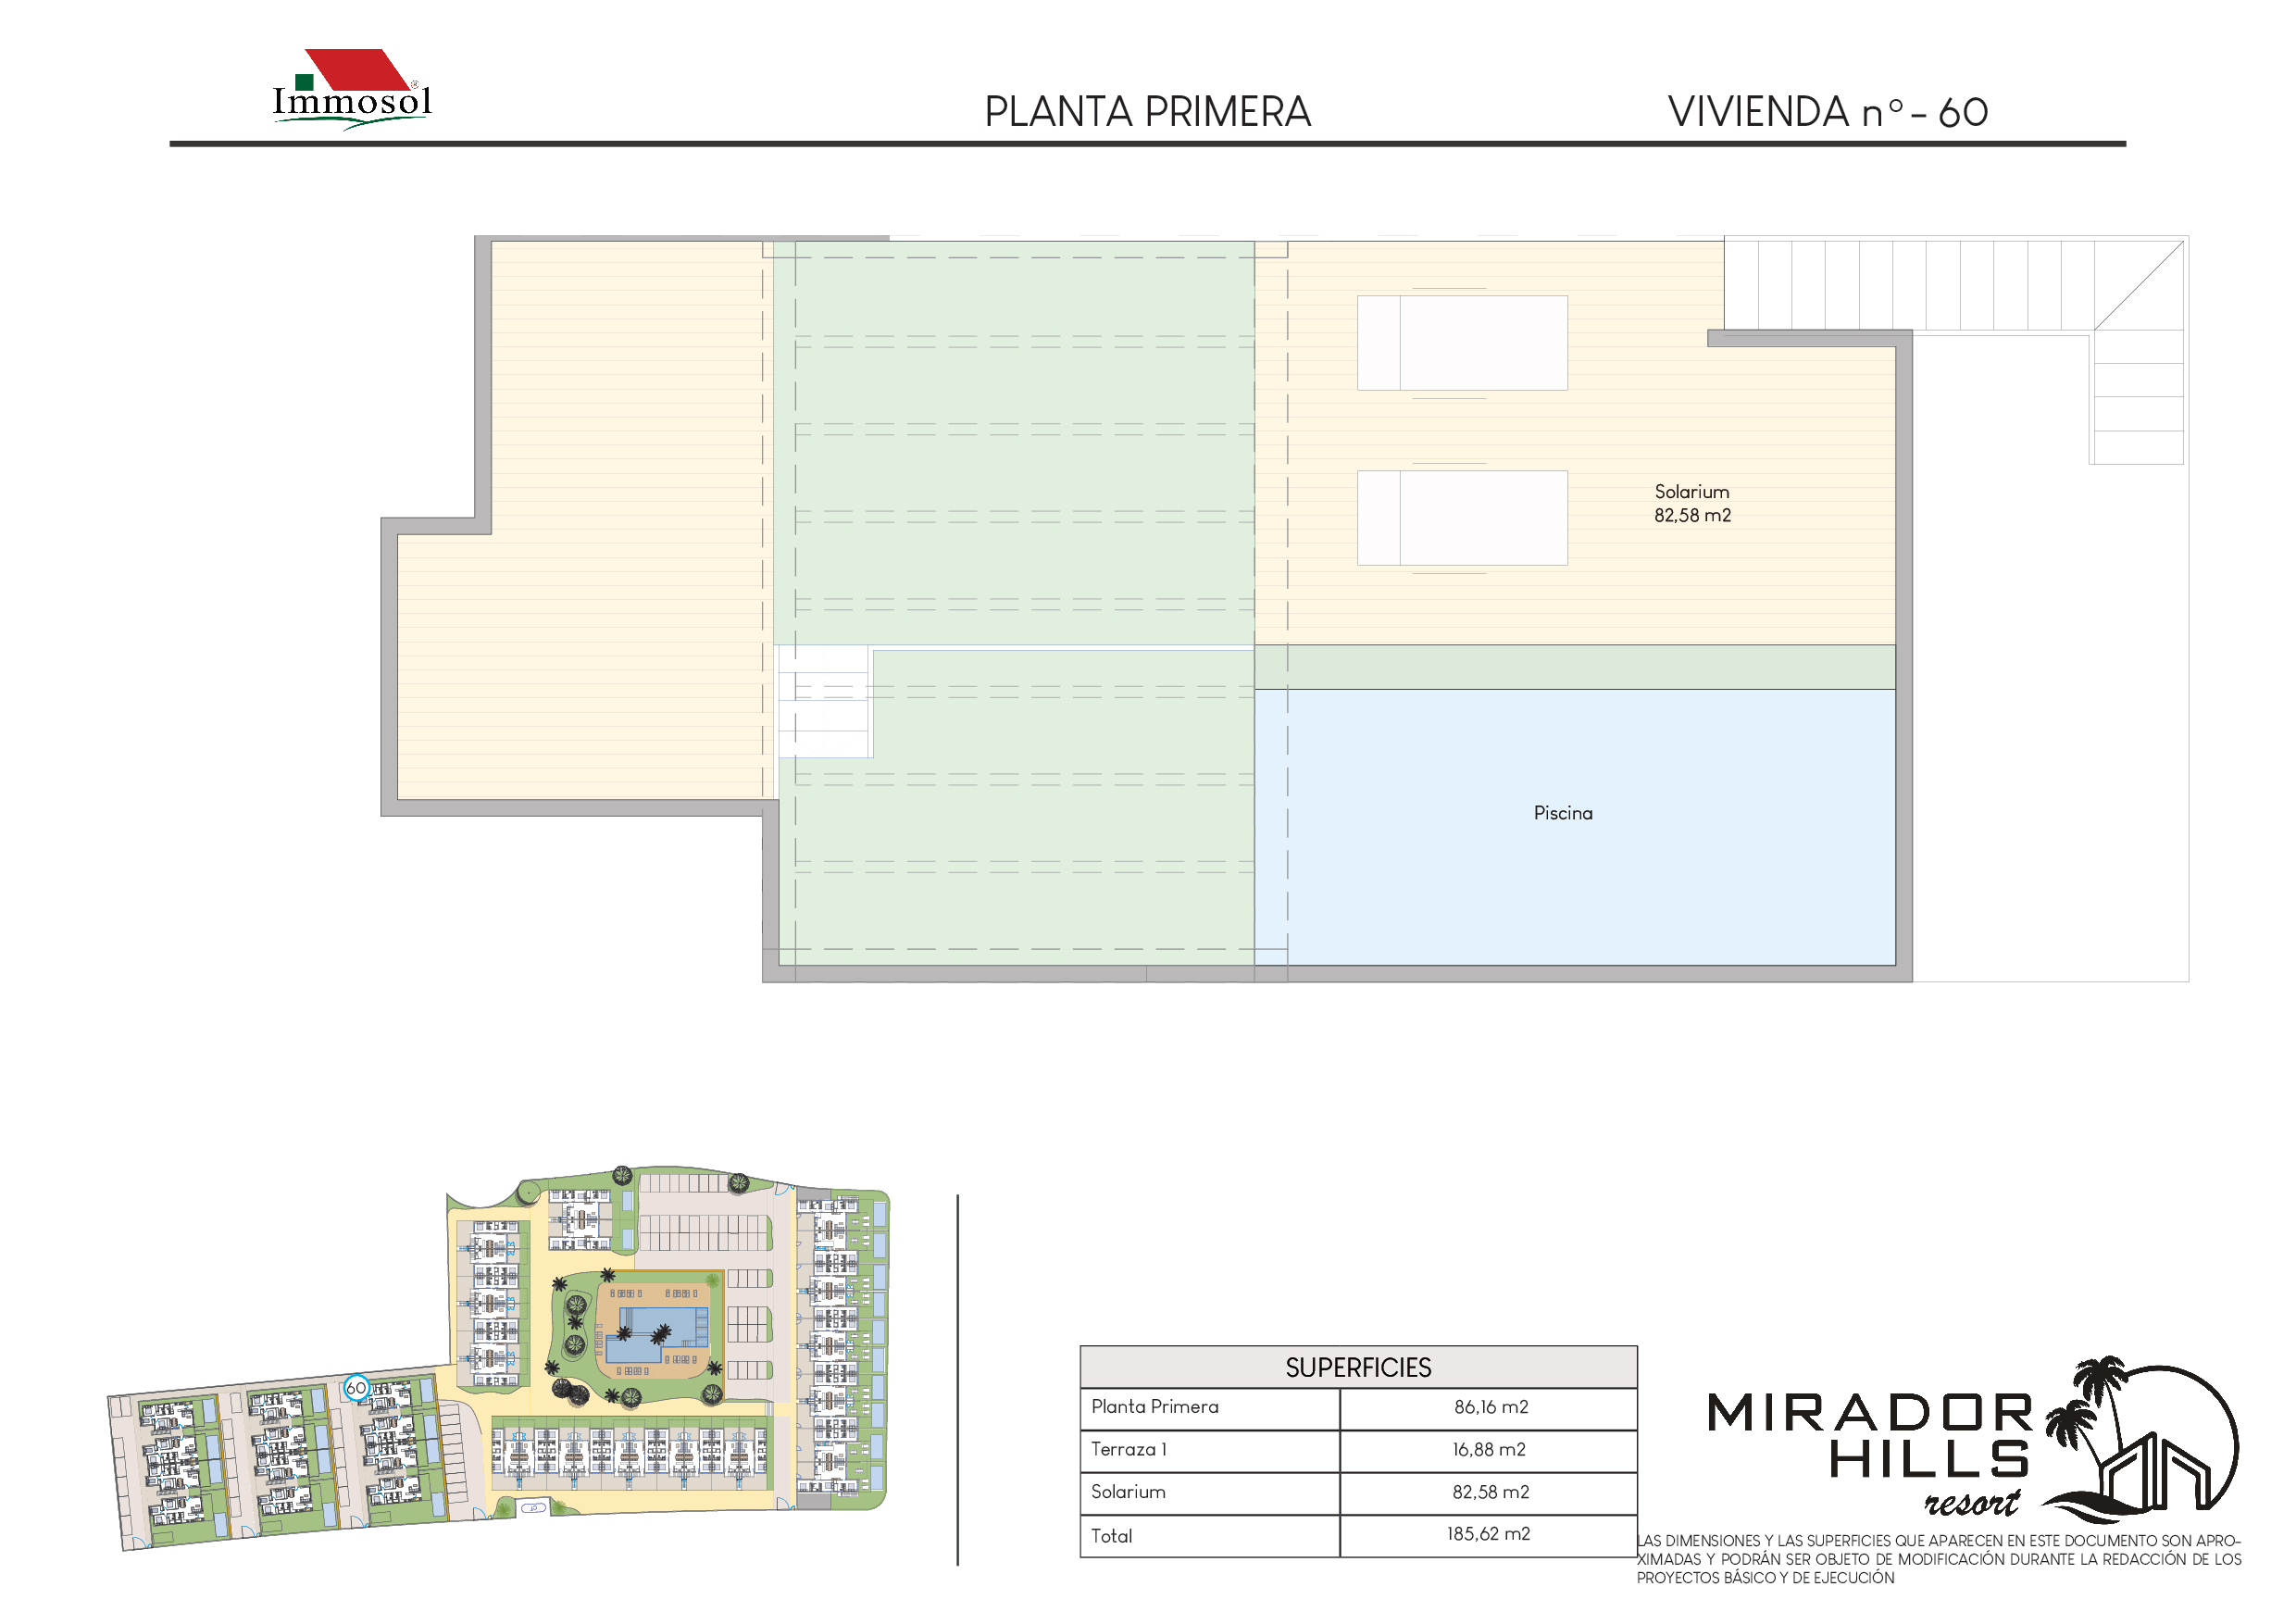 Immosol®
PLANTA PRIMERA
VIVIENDA nº - 60
Solarium
82,58 m2
Piscina
60
SUPERFICIES
Planta Primera 86,16 m2
Terraza 1 16,88 m2
Solarium 82,58 m2
Total 185,62 m2
MIRADOR
HILLS
resort
LAS DIMENSIONES Y LAS SUPERFICIES QUE APARECEN EN ESTE DOCUMENTO SON APRO-
XIMADAS Y PODRÁN SER OBJETO DE MODIFICACIÓN DURANTE LA REDACCIÓN DE LOS
PROYECTOS BÁSICO Y DE EJECUCIÓN